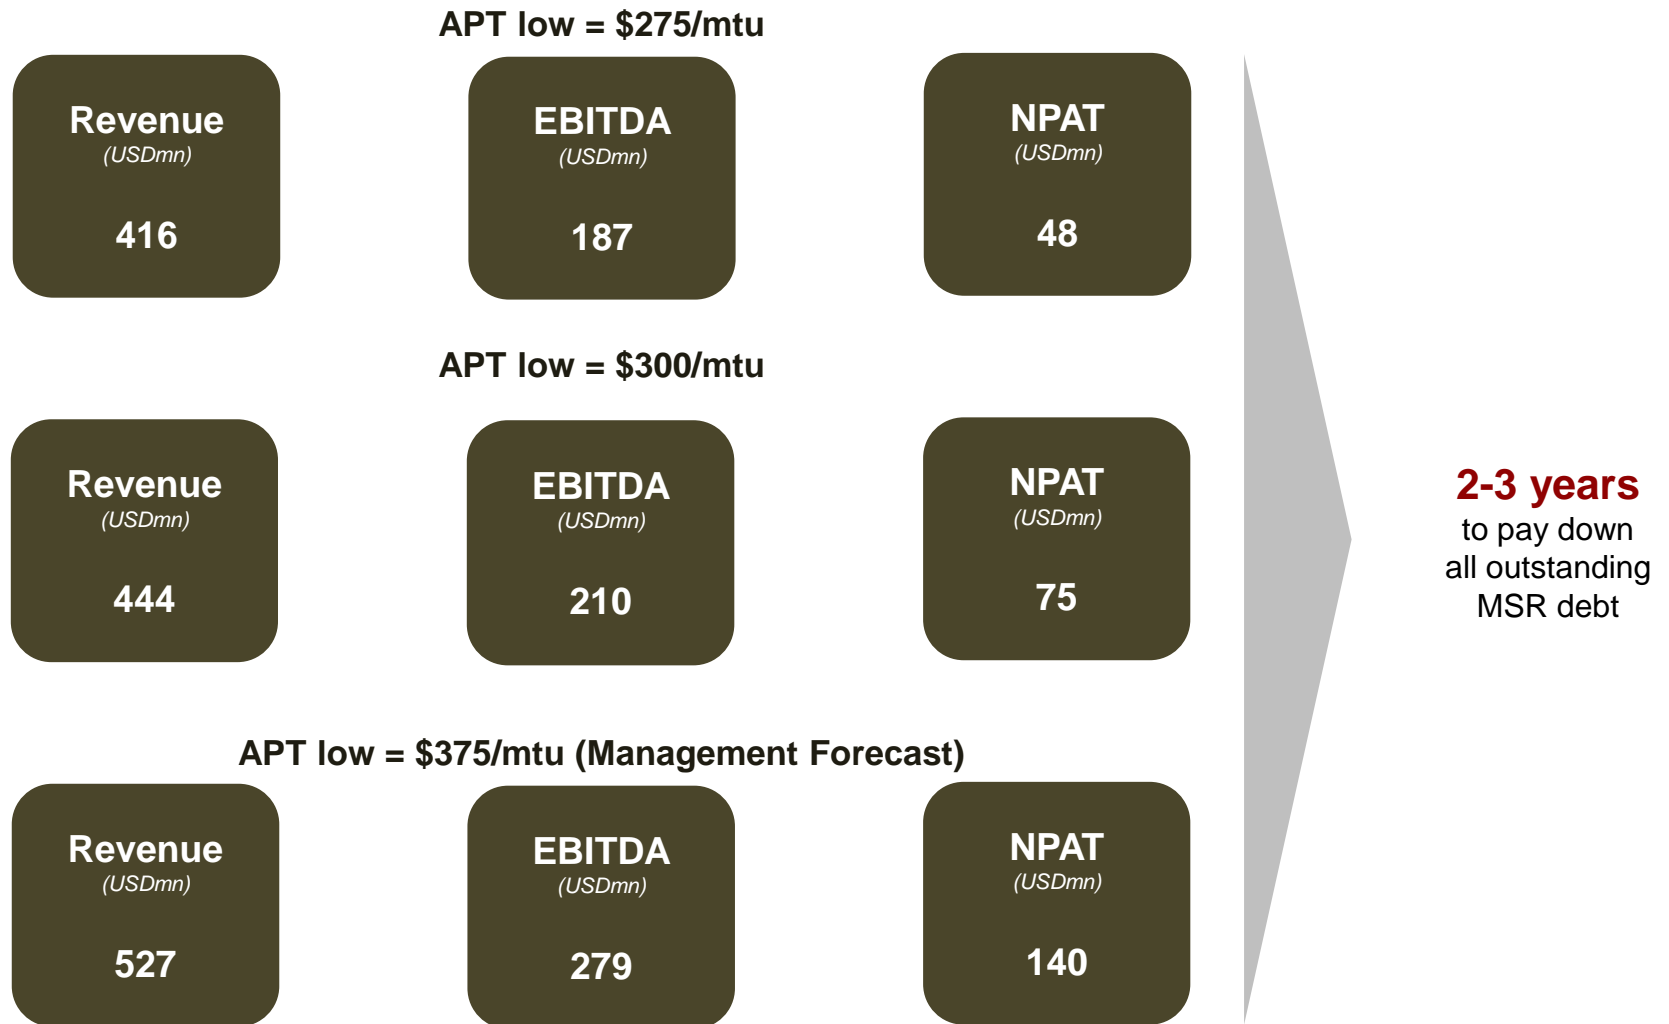 APT low = $275/mtu
Revenue
(USDmn)
416
EBITDA
(USDmn)
187
NPAT
(USDmn)
48
APT low = $300/mtu
Revenue
(USDmn)
444
EBITDA
(USDmn)
210
NPAT
(USDmn)
75
APT low = $375/mtu (Management Forecast)
Revenue
(USDmn)
527
EBITDA
(USDmn)
279
NPAT
(USDmn)
140
2-3 years
to pay down
all outstanding
MSR debt